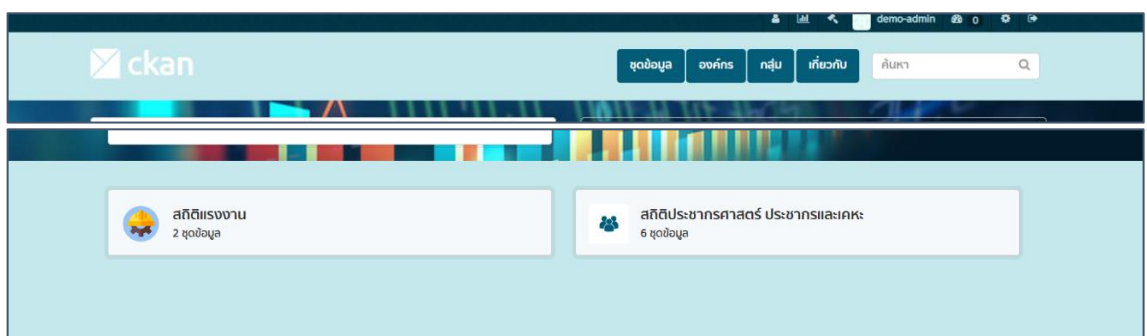 demo-admin 0
ckan
ชุดข้อมูล องค์กร กลุ่ม เกี่ยวกับ ค้นหา
สถิติแรงงาน
2 ชุดข้อมูล
สถิติประชากรศาสตร์ ประชากรและเคหะ
6 ชุดข้อมูล